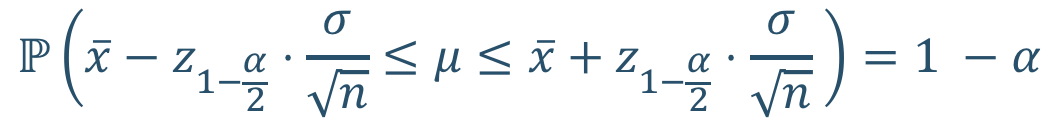 ℙ(x̄ − z_{1−α/2} · σ/√n ≤ μ ≤ x̄ + z_{1−α/2} · σ/√n) = 1 − α